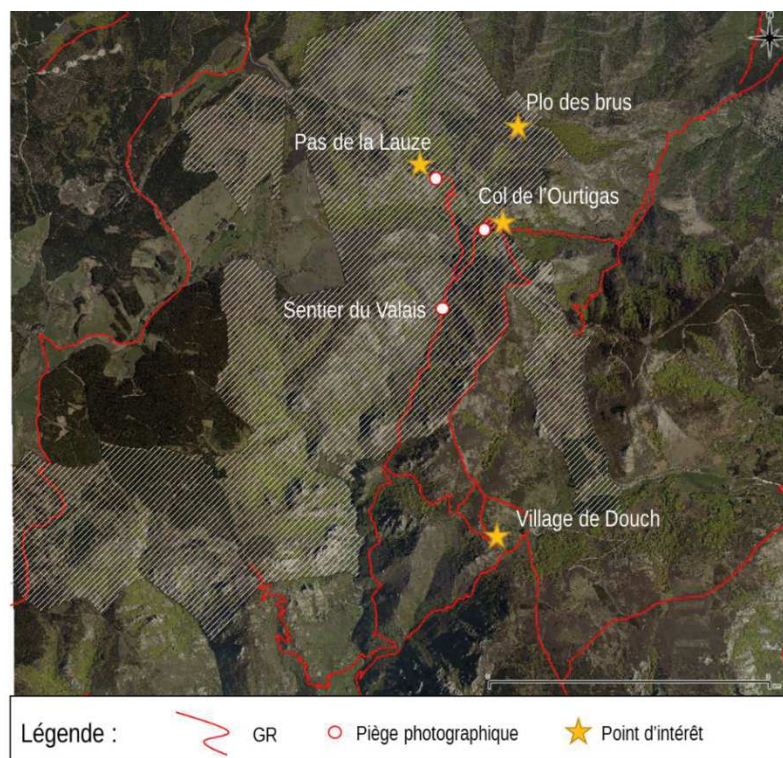 Plo des brus
Pas de la Lauze
Col de l'Ourtigas
Sentier du Valais
Village de Douch
Légende :
GR
Piège photographique
Point d'intérêt